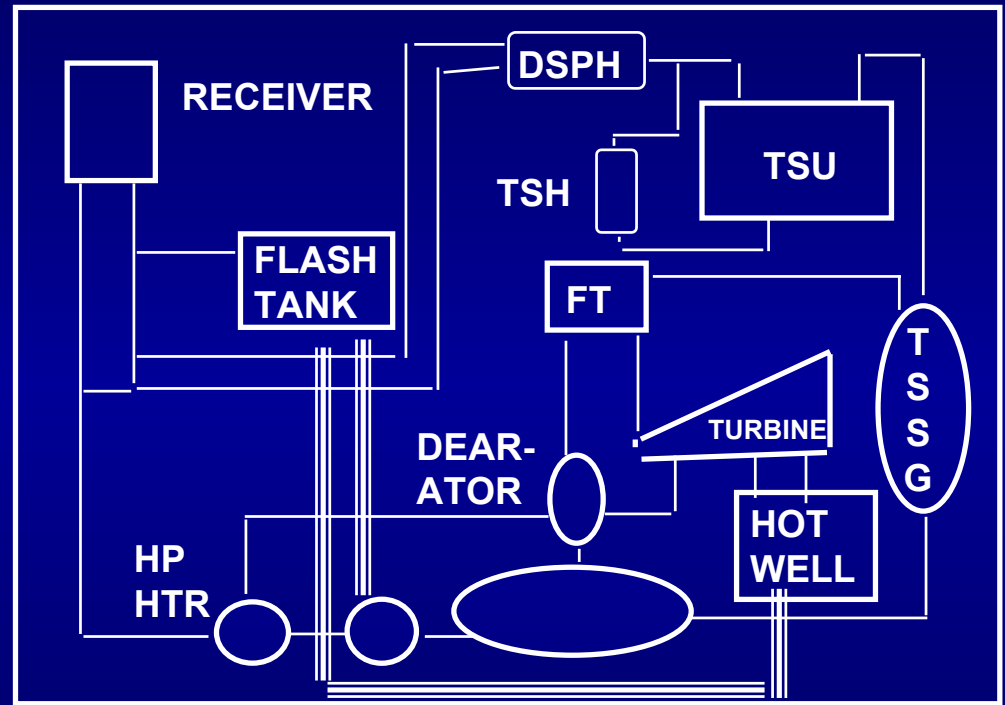 RECEIVER
DSPH
TSU
TSH
FLASH
TANK
FT
T
S
S
G
TURBINE
DEAR-
ATOR
HOT
WELL
HP
HTR